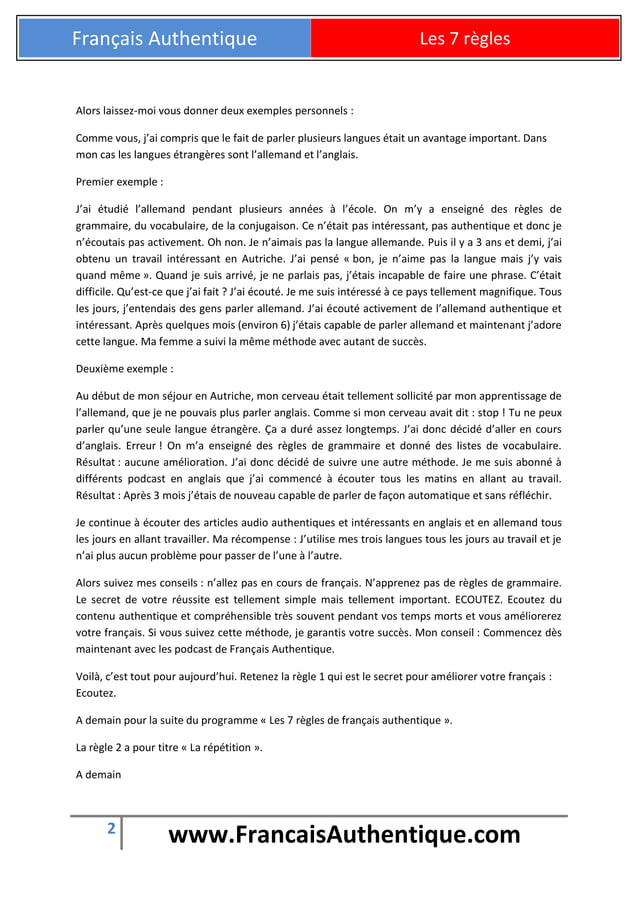 Français Authentique
Les 7 règles
Alors laissez-moi vous donner deux exemples personnels :
Comme vous, j’ai compris que le fait de parler plusieurs langues était un avantage important. Dans
mon cas les langues étrangères sont l’allemand et l’anglais.
Premier exemple :
J’ai étudié l’allemand pendant plusieurs années à l’école. On m’y a enseigné des règles de
grammaire, du vocabulaire, de la conjugaison. Ce n’était pas intéressant, pas authentique et donc je
n’écoutais pas activement. Oh non. Je n’aimais pas la langue allemande. Puis il y a 3 ans et demi, j’ai
obtenu un travail intéressant en Autriche. J’ai pensé « bon, je n’aime pas la langue mais j’y vais
quand même ». Quand je suis arrivé, je ne parlais pas, j’étais incapable de faire une phrase. C’était
difficile. Qu’est-ce que j’ai fait ? J’ai écouté. Je me suis intéressé à ce pays tellement magnifique. Tous
les jours, j’entendais des gens parler allemand. J’ai écouté activement de l’allemand authentique et
intéressant. Après quelques mois (environ 6) j’étais capable de parler allemand et maintenant j’adore
cette langue. Ma femme a suivi la même méthode avec autant de succès.
Deuxième exemple :
Au début de mon séjour en Autriche, mon cerveau était tellement sollicité par mon apprentissage de
l’allemand, que je ne pouvais plus parler anglais. Comme si mon cerveau avait dit : stop ! Tu ne peux
parler qu’une seule langue étrangère. Ça a duré assez longtemps. J’ai donc décidé d’aller en cours
d’anglais. Erreur ! On m’a enseigné des règles de grammaire et donné des listes de vocabulaire.
Résultat : aucune amélioration. J’ai donc décidé de suivre une autre méthode. Je me suis abonné à
différents podcast en anglais que j’ai commencé à écouter tous les matins en allant au travail.
Résultat : Après 3 mois j’étais de nouveau capable de parler de façon automatique et sans réfléchir.
Je continue à écouter des articles audio authentiques et intéressants en anglais et en allemand tous
les jours en allant travailler. Ma récompense : J’utilise mes trois langues tous les jours au travail et je
n’ai plus aucun problème pour passer de l’une à l’autre.
Alors suivez mes conseils : n’allez pas en cours de français. N’apprenez pas de règles de grammaire.
Le secret de votre réussite est tellement simple mais tellement important. ECOUTEZ. Ecoutez du
contenu authentique et compréhensible très souvent pendant vos temps morts et vous améliorerez
votre français. Si vous suivez cette méthode, je garantis votre succès. Mon conseil : Commencez dès
maintenant avec les podcast de Français Authentique.
Voilà, c’est tout pour aujourd’hui. Retenez la règle 1 qui est le secret pour améliorer votre français :
Ecoutez.
A demain pour la suite du programme « Les 7 règles de français authentique ».
La règle 2 a pour titre « La répétition ».
A demain
2
www.FrancaisAuthentique.com